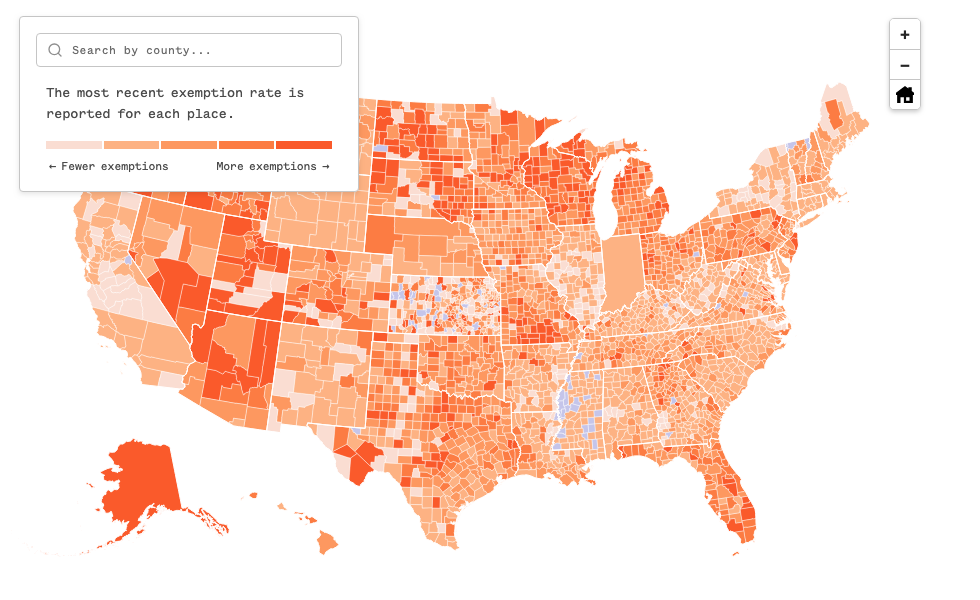 Search by county...
The most recent exemption rate is
reported for each place.
← Fewer exemptions More exemptions →
+
−